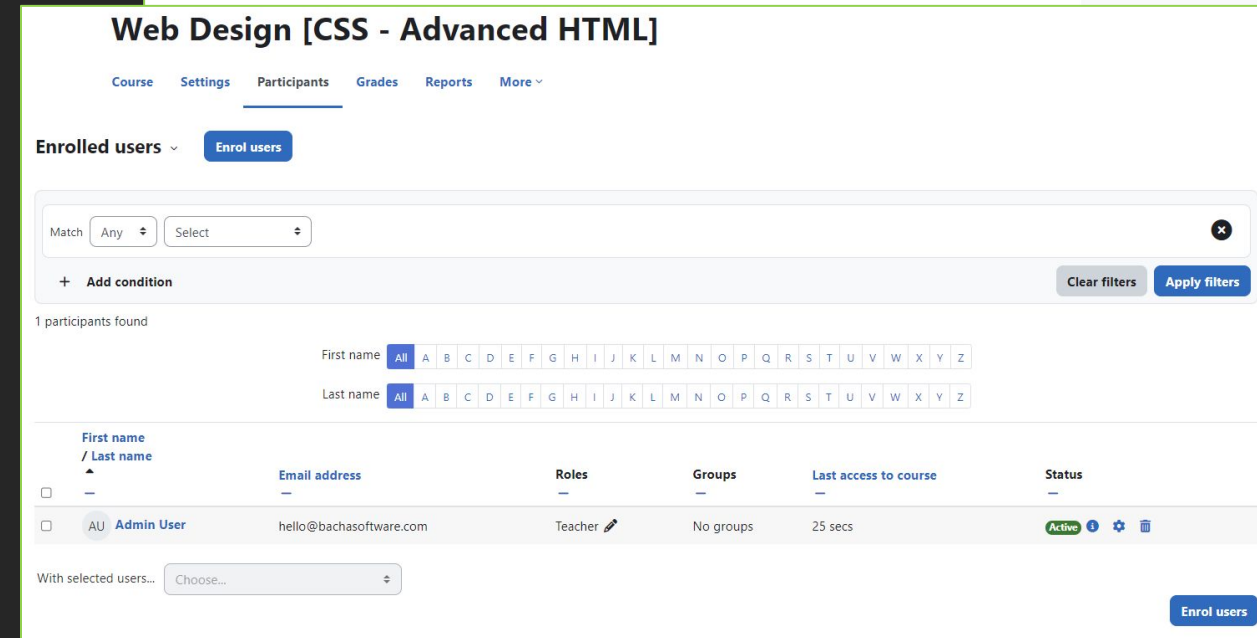 Web Design [CSS - Advanced HTML]
Course Settings Participants Grades Reports More
Enrolled users Enrol users
Match Any Select
+ Add condition Clear filters Apply filters
1 participants found
First name All A B C D E F G H I J K L M N O P Q R S T U V W X Y Z
Last name All A B C D E F G H I J K L M N O P Q R S T U V W X Y Z
First name
/ Last name
Email address Roles Groups Last access to course Status
AU Admin User hello@bachasoftware.com Teacher No groups 25 secs Active
With selected users... Choose...
Enrol users